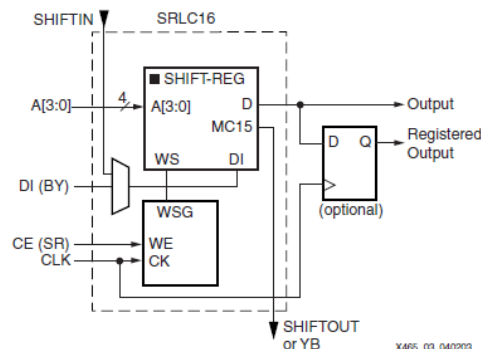 SHIFTIN
SRLC16
SHIFT-REG
A[3:0]
4
A[3:0]
D
Output
MC15
D
Q
Registered
Output
WS
DI
DI (BY)
WSG
(optional)
CE (SR)
WE
CLK
CK
SHIFTOUT
or YB
X465_03_040203